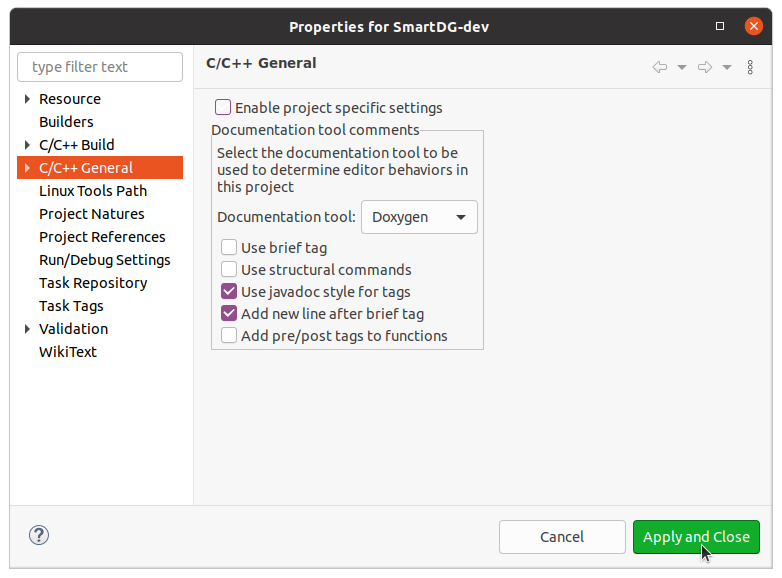 Properties for SmartDG-dev
type filter text
Resource
Builders
C/C++ Build
C/C++ General
Linux Tools Path
Project Natures
Project References
Run/Debug Settings
Task Repository
Task Tags
Validation
WikiText
C/C++ General
Enable project specific settings
Documentation tool comments
Select the documentation tool to be
used to determine editor behaviors in
this project
Documentation tool: Doxygen
Use brief tag
Use structural commands
Use javadoc style for tags
Add new line after brief tag
Add pre/post tags to functions
?
Cancel
Apply and Close